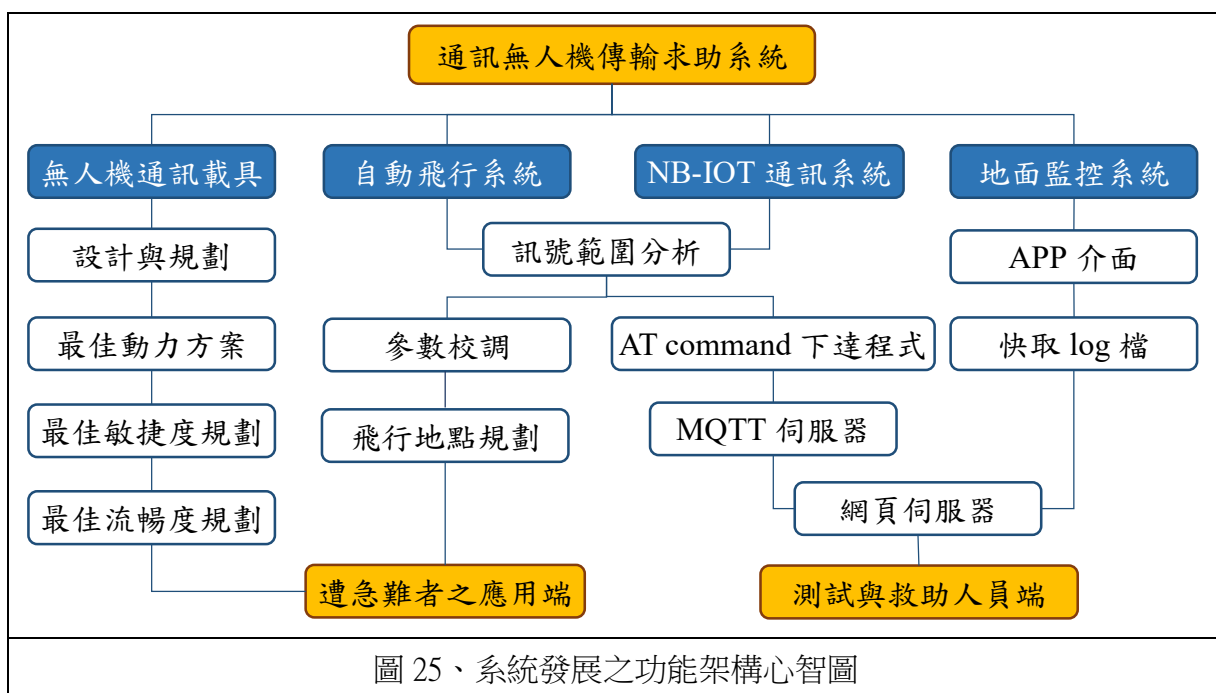 通訊無人機傳輸求助系統
無人機通訊載具
自動飛行系統
NB-IOT 通訊系統
地面監控系統
設計與規劃
訊號範圍分析
APP 介面
最佳動力方案
參數校調
AT command 下達程式
快取 log 檔
最佳敏捷度規劃
飛行地點規劃
MQTT 伺服器
最佳流暢度規劃
網頁伺服器
遭急難者之應用端
測試與救助人員端
圖 25、系統發展之功能架構心智圖